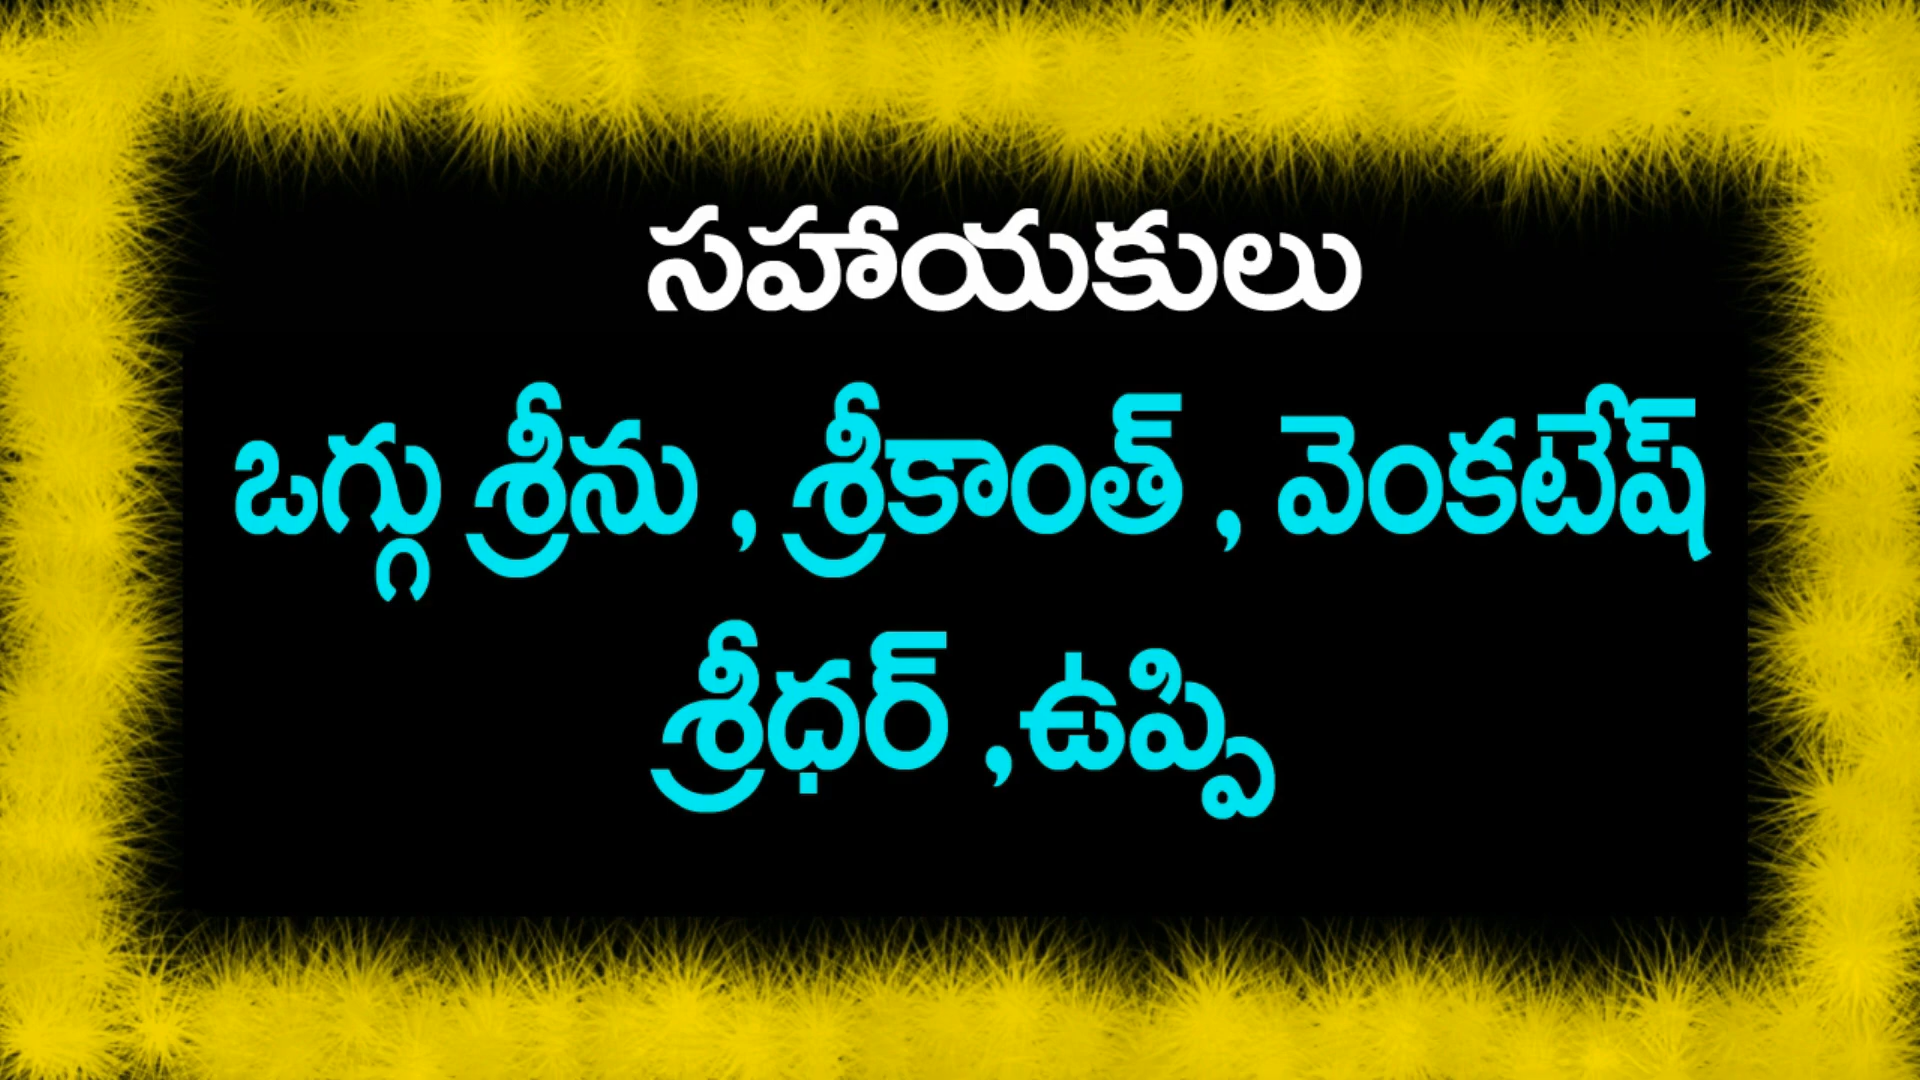 సహాయకులు
ఒగ్గు శ్రీను , శ్రీకాంత్ , వెంకటేష్
శ్రీధర్ ,ఉప్పి